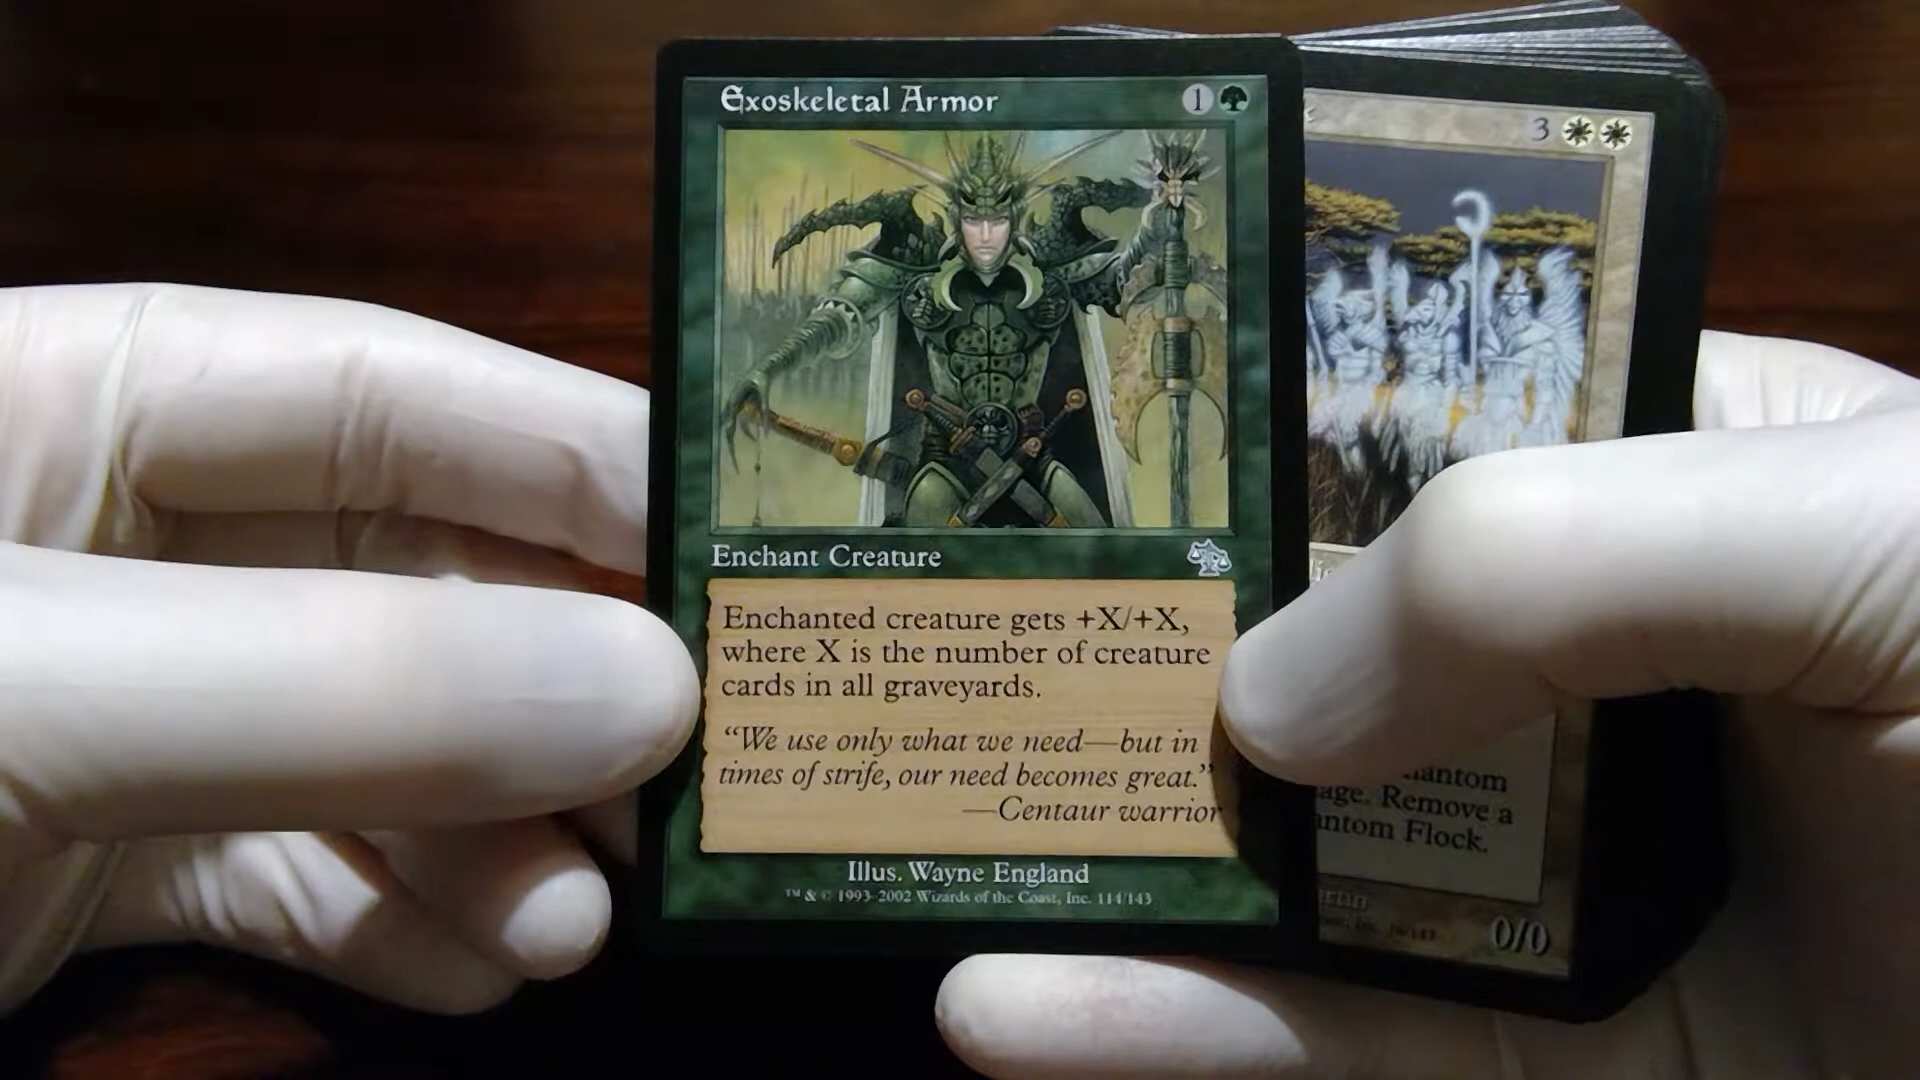 Exoskeletal Armor 1
Enchant Creature
Enchanted creature gets +X/+X,
where X is the number of creature
cards in all graveyards.
“We use only what we need—but in
times of strife, our need becomes great.”
—Centaur warrior
Illus. Wayne England
™ & © 1993-2002 Wizards of the Coast, Inc. 114/143
3
hantom
age. Remove a
antom Flock.
0/0